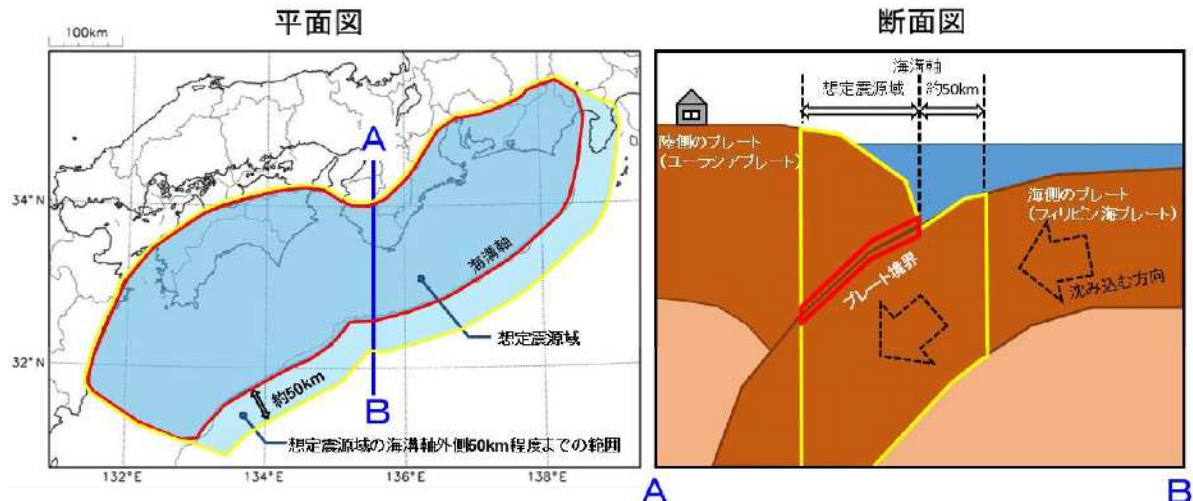 平面図
100km
A
34°N
海溝軸
想定震源域
32°N
約50km
B
想定震源域の海溝軸外側50km程度までの範囲
132°E
134°E
136°E
138°E
断面図
海溝軸
想定震源域
約50km
陸側のプレート
(ユーラシアプレート)
海側のプレート
(フィリピン海プレート)
プレート境界
沈み込む方向
A
B